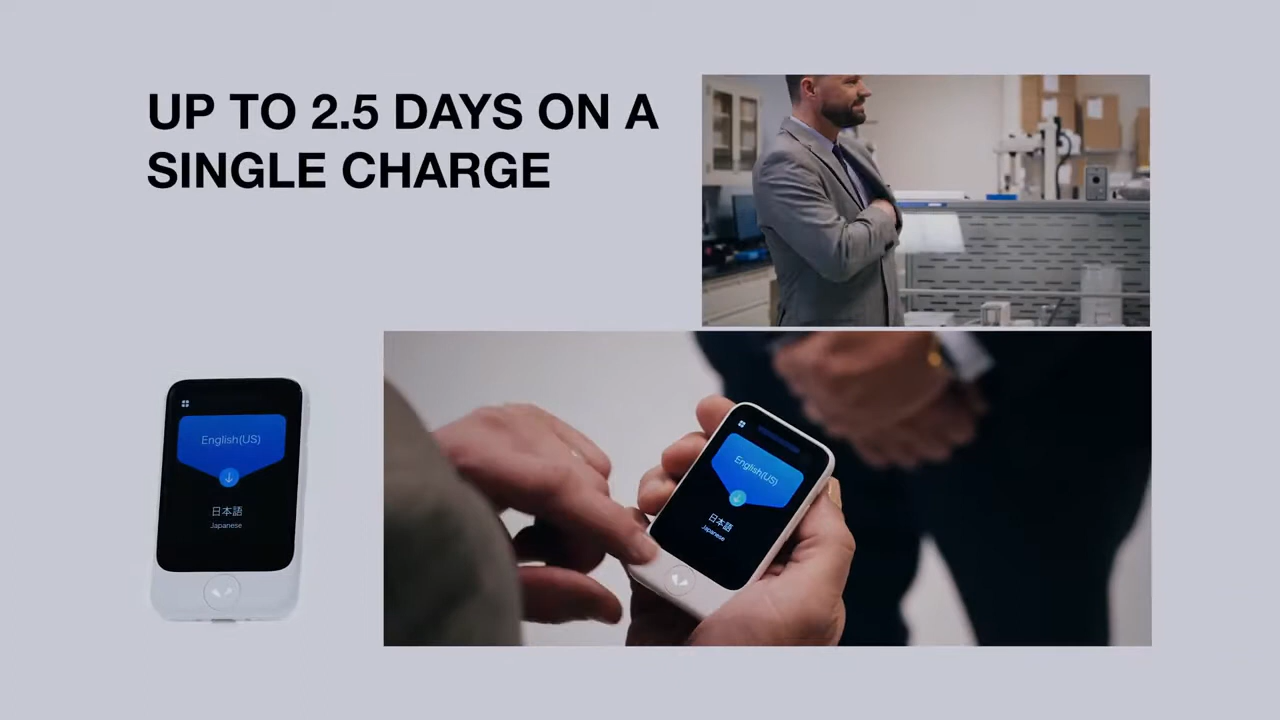 UP TO 2.5 DAYS ON A
SINGLE CHARGE
English(US)
日本語
Japanese
English(US)
日本語
Japanese